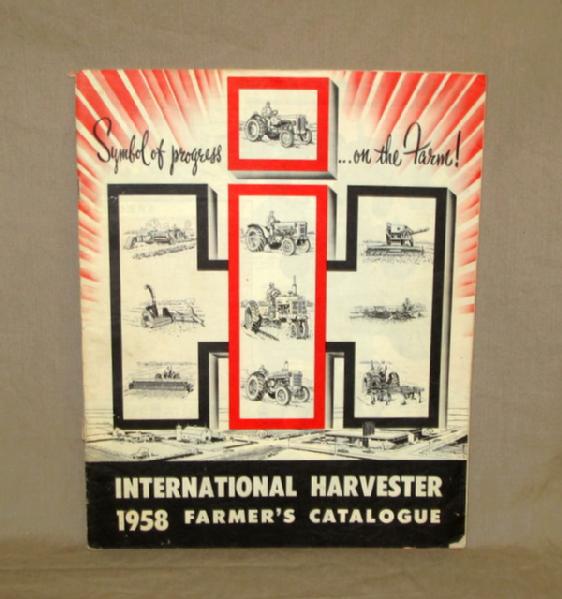 Symbol of progress ...on the Farm!
INTERNATIONAL HARVESTER
1958 FARMER'S CATALOGUE